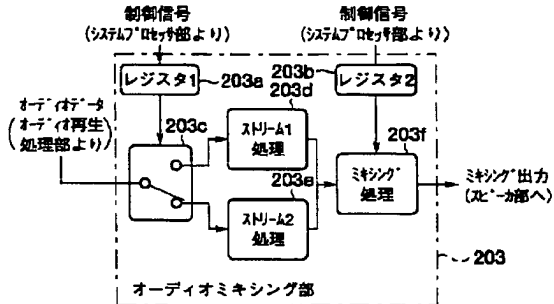 制御信号
(システムプロセッサ部より)
制御信号
(システムプロセッサ部より)
レジスタ1
203a
203b
レジスタ2
203d
オーディオデータ
(オーディオ再生
処理部より)
203c
ストリーム1
処理
203f
ミキシング
処理
203e
ストリーム2
処理
ミキシング出力
(スピーカ部へ)
203
オーディオミキシング部